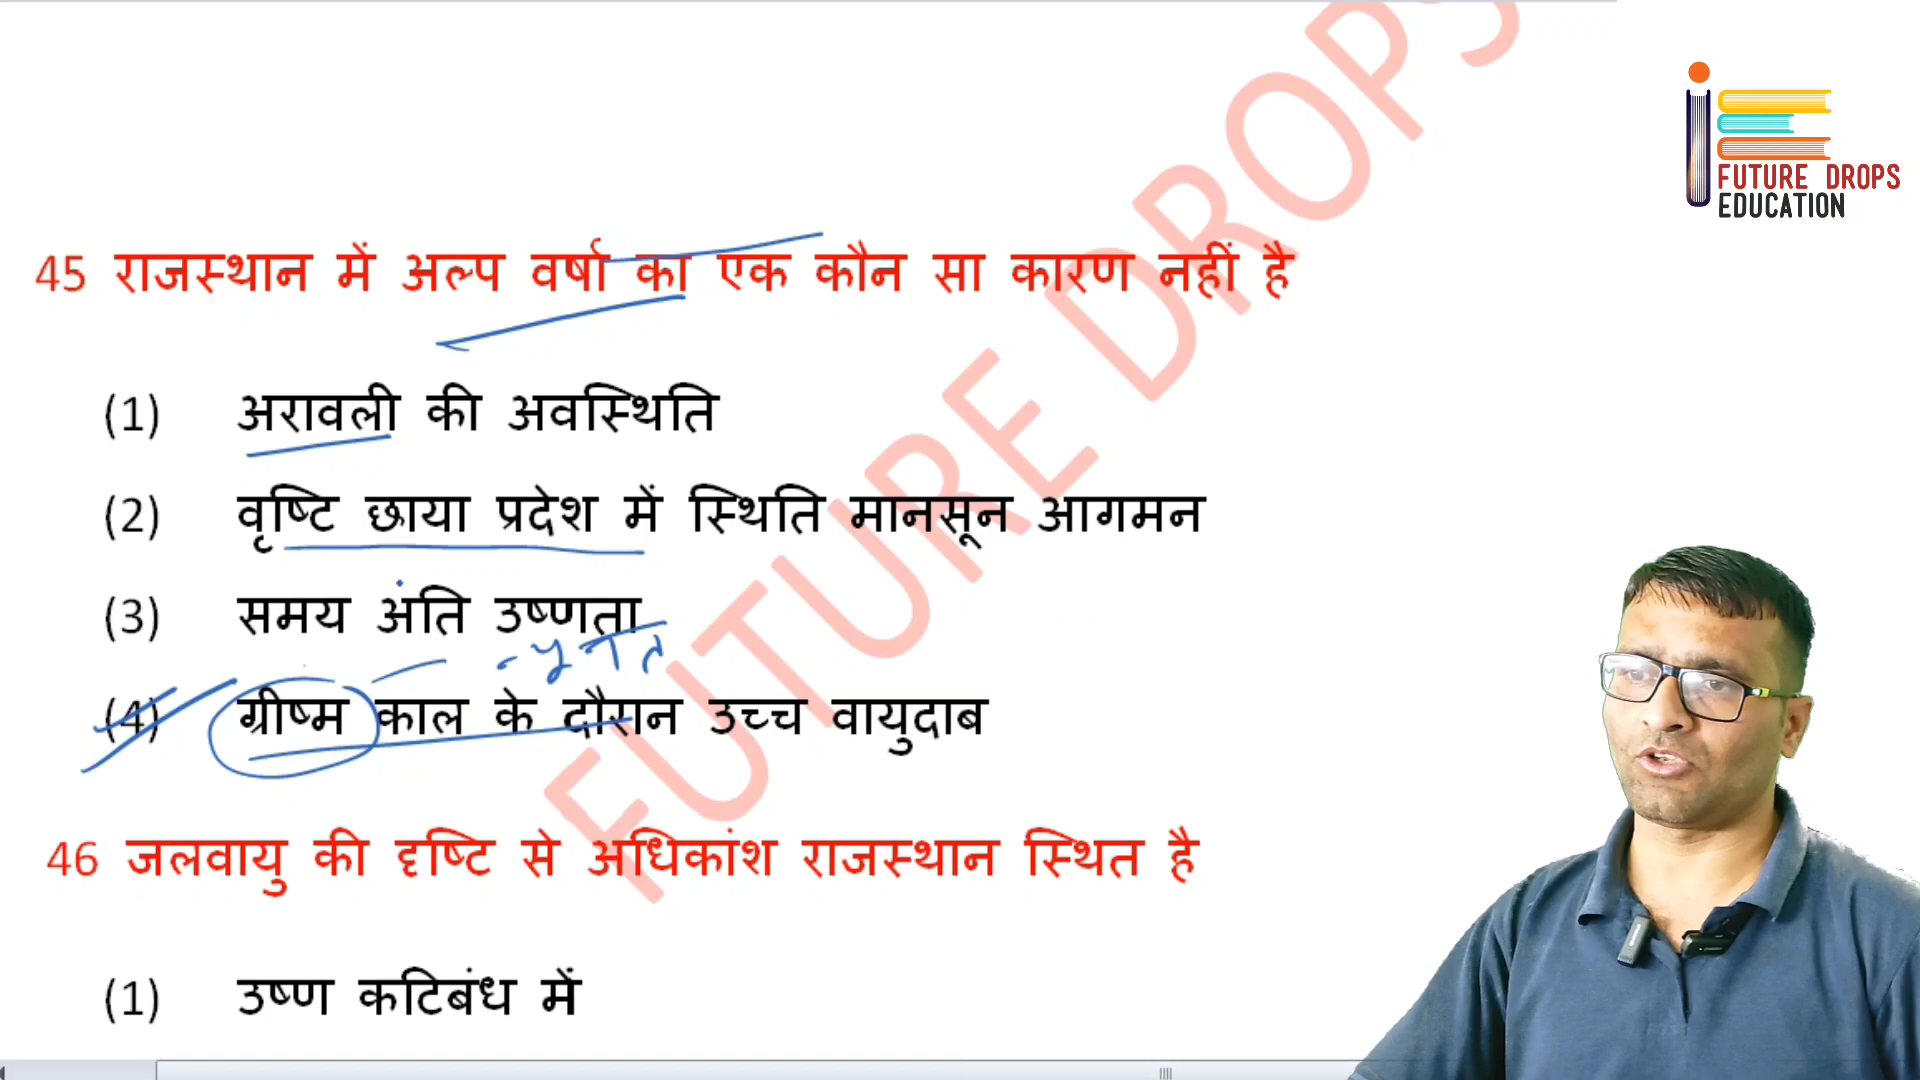 FUTURE DROPS
EDUCATION
FUTURE DROPS
45 राजस्थान में अल्प वर्षा का एक कौन सा कारण नहीं है
(1) अरावली की अवस्थिति
(2) वृष्टि छाया प्रदेश में स्थिति मानसून आगमन
(3) समय अंति उष्णता
(4) ग्रीष्म काल के दौरान उच्च वायुदाब
46 जलवायु की दृष्टि से अधिकांश राजस्थान स्थित है
(1) उष्ण कटिबंध में